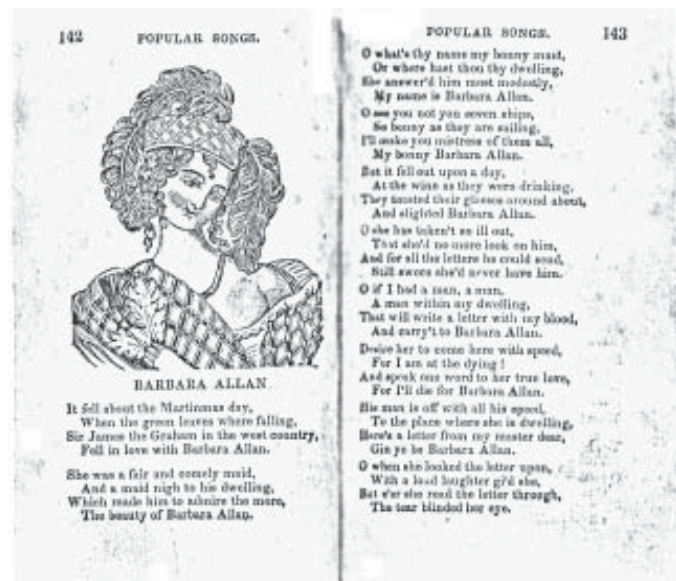 142 POPULAR SONGS.
BARBARA ALLAN
It fell about the Martinmas day,
When the green leaves where falling,
Sir James the Graham in the west country,
Fell in love with Barbara Allan.
She was a fair and comely maid,
And a maid nigh to his dwelling,
Which made him to admire the more,
The beauty of Barbara Allan.
POPULAR SONGS. 143
O what's thy name my bonny maid,
Or where hast thou thy dwelling,
She answer'd him most modestly,
My name is Barbara Allan.
O see you not yon seven ships,
So bonny as they are sailing,
I'll make you mistress of them all,
My bonny Barbara Allan.
But it fell out upon a day,
At the wine as they were drinking,
They toasted their glasses around about,
And slighted Barbara Allan.
O she has taken't so ill out,
That she'd no more look on him,
And for all the letters he could send,
Still swore she'd never have him.
O if I had a man, a man,
A man within my dwelling,
That will write a letter with my blood,
And carry't to Barbara Allan.
Desire her to come here with speed,
For I am at the dying!
And speak one word to her true love,
For I'll die for Barbara Allan.
His man is off with all his speed,
To the place where she is dwelling,
Here's a letter from my master dear,
Gin ye be Barbara Allan.
O when she looked the letter upon,
With a loud laughter gi'd she,
But e'er she read the letter through,
The tear blinded her eye.